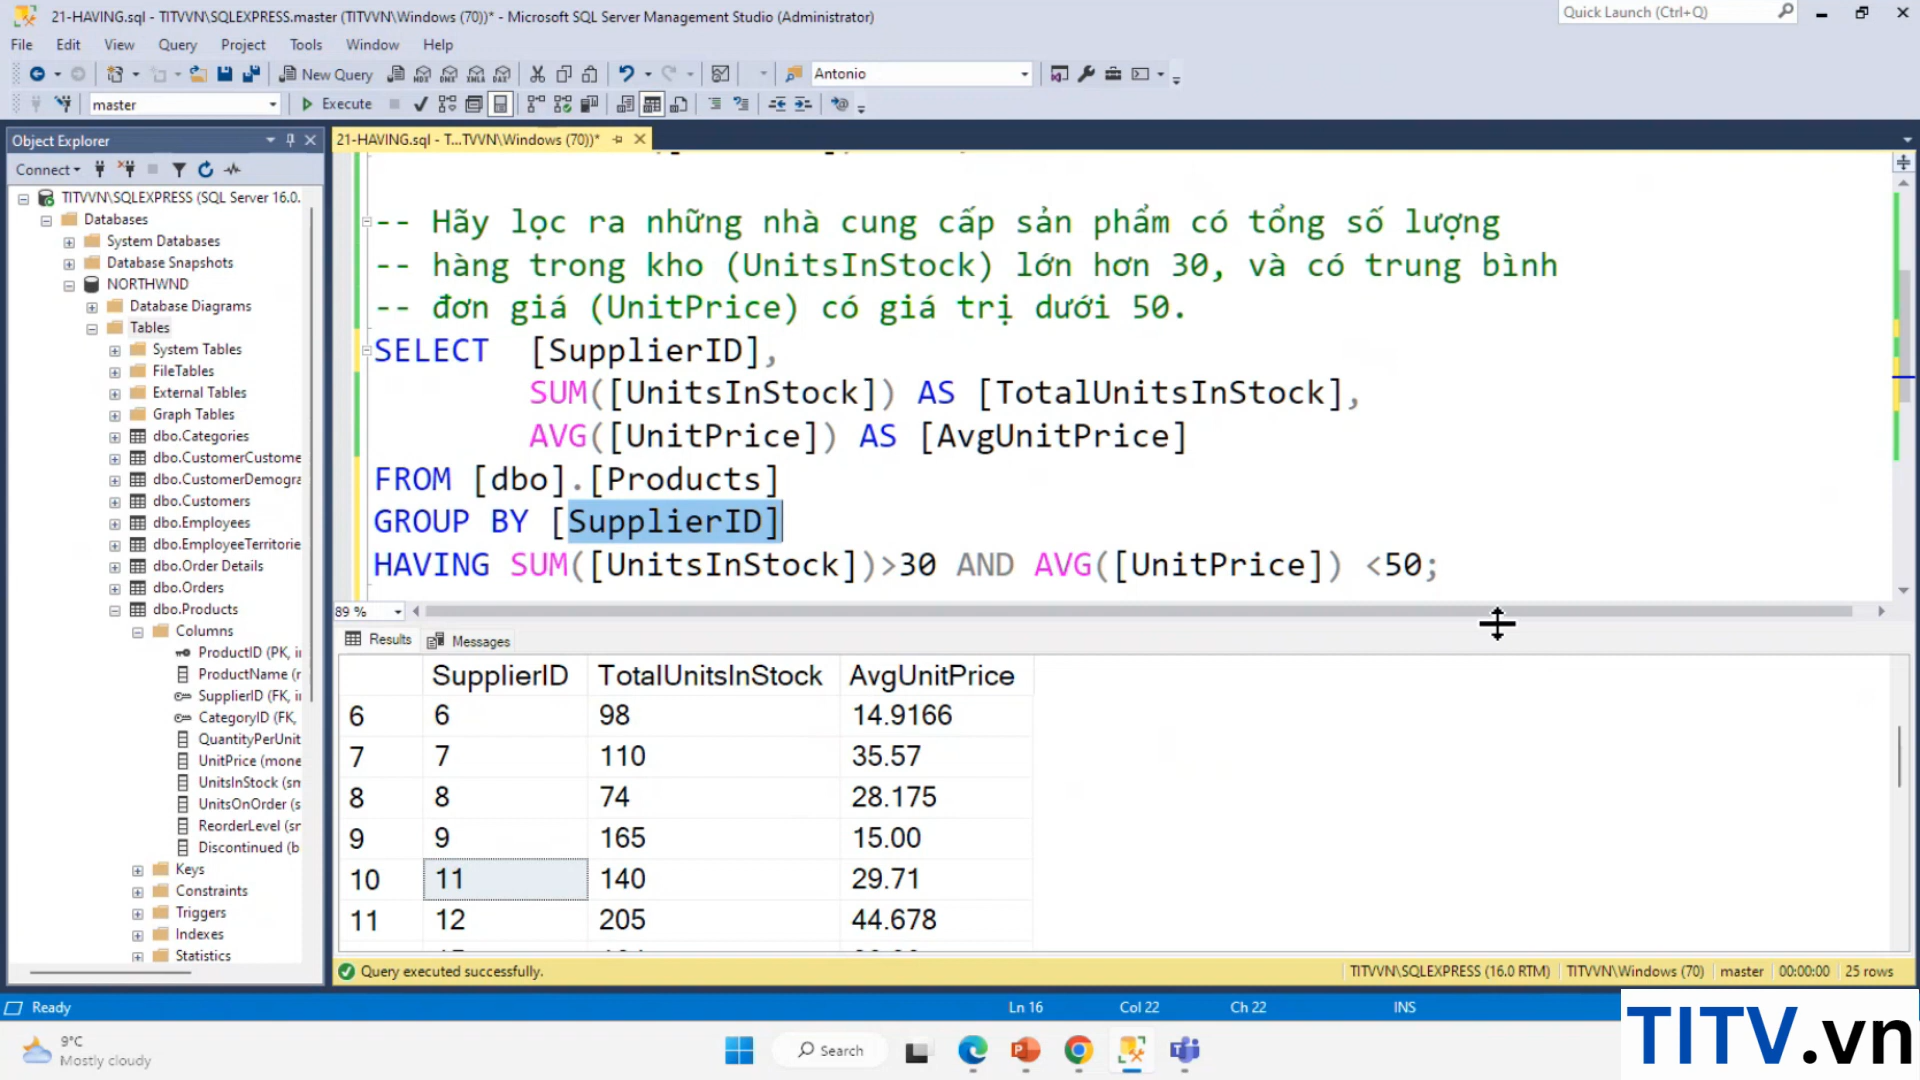 21-HAVING.sql - TITVVN\SQLEXPRESS.master (TITVVN\Windows (70))* - Microsoft SQL Server Management Studio (Administrator)
Quick Launch (Ctrl+Q)
File Edit View Query Project Tools Window Help
New Query
Antonio
master
Execute
Object Explorer
21-HAVING.sql - T...TVVN\Windows (70))*
Connect
TITVVN\SQLEXPRESS (SQL Server 16.0.
Databases
System Databases
Database Snapshots
NORTHWND
Database Diagrams
Tables
System Tables
FileTables
External Tables
Graph Tables
dbo.Categories
dbo.CustomerCustome
dbo.CustomerDemogra
dbo.Customers
dbo.Employees
dbo.EmployeeTerritorie
dbo.Order Details
dbo.Orders
dbo.Products
Columns
ProductID (PK, i
ProductName (
SupplierID (FK, i
CategoryID (FK,
QuantityPerUnit
UnitPrice (mone
UnitsInStock (sm
UnitsOnOrder (s
ReorderLevel (sm
Discontinued (b
Keys
Constraints
Triggers
Indexes
Statistics
-- Hãy lọc ra những nhà cung cấp sản phẩm có tổng số lượng
-- hàng trong kho (UnitsInStock) lớn hơn 30, và có trung bình
-- đơn giá (UnitPrice) có giá trị dưới 50.
SELECT [SupplierID],
SUM([UnitsInStock]) AS [TotalUnitsInStock],
AVG([UnitPrice]) AS [AvgUnitPrice]
FROM [dbo].[Products]
GROUP BY [SupplierID]
HAVING SUM([UnitsInStock])>30 AND AVG([UnitPrice]) <50;
89 %
Results Messages
SupplierID TotalUnitsInStock AvgUnitPrice
6 6 98 14.9166
7 7 110 35.57
8 8 74 28.175
9 9 165 15.00
10 11 140 29.71
11 12 205 44.678
Query executed successfully.
TITVVN\SQLEXPRESS (16.0 RTM) TITVVN\Windows (70) master 00:00:00 25 rows
Ready
Ln 16 Col 22 Ch 22 INS
9°C
Mostly cloudy
Search
TITV.vn